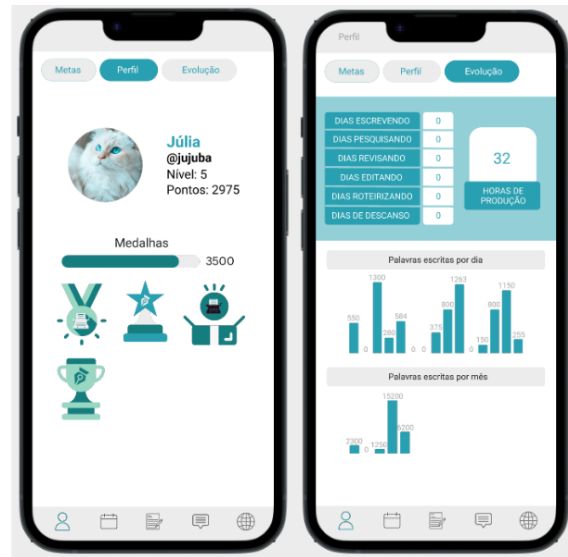 Metas Perfil Evolução
Júlia
@jujuba
Nível: 5
Pontos: 2975
Medalhas
3500
Perfil
Metas Perfil Evolução
DIAS ESCREVENDO 0
DIAS PESQUISANDO 0
DIAS REVISANDO 0
DIAS EDITANDO 0
DIAS ROTEIRIZANDO 0
DIAS DE DESCANSO 0
32
HORAS DE
PRODUÇÃO
Palavras escritas por dia
550 0 1300 280 584 0 0 375 800 1263 0 150 800 1150 255
Palavras escritas por mês
2300 0 1250 15200 6200